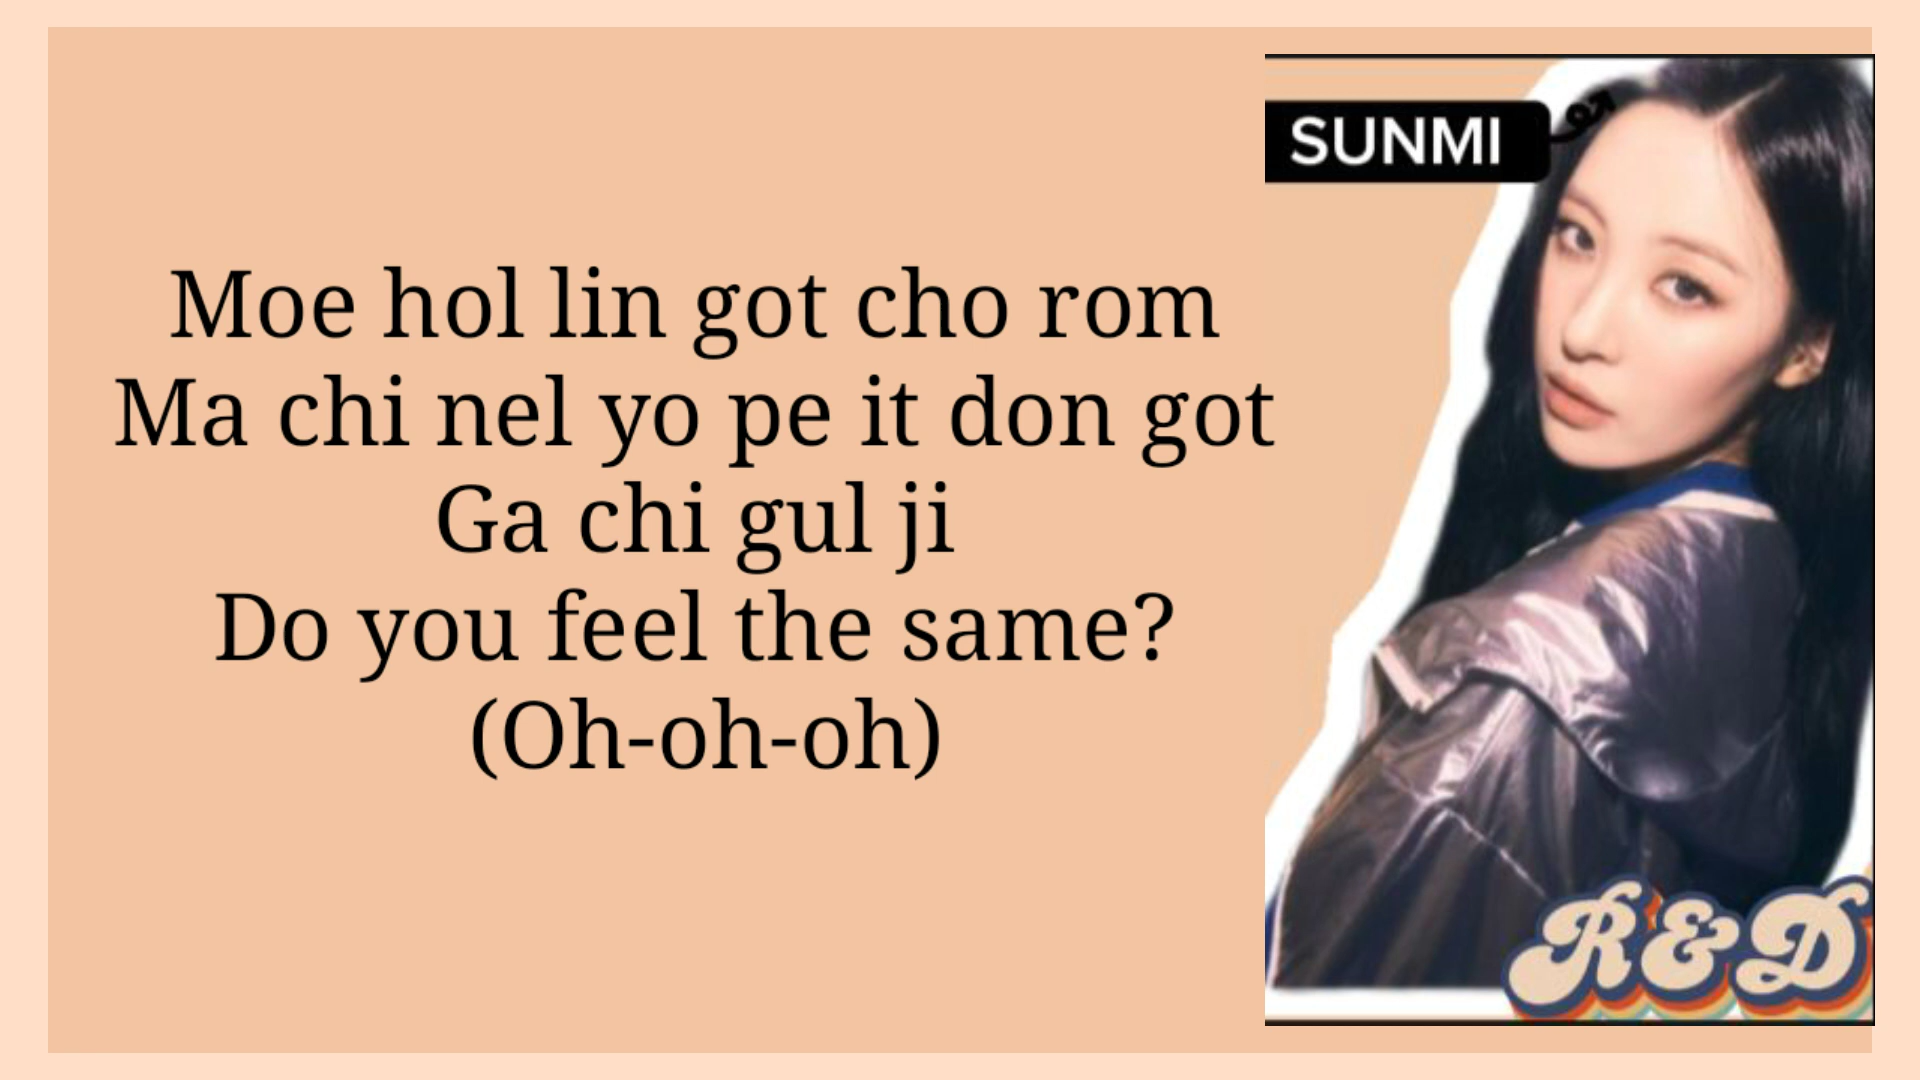 SUNMI
Moe hol lin got cho rom
Ma chi nel yo pe it don got
Ga chi gul ji
Do you feel the same?
(Oh-oh-oh)
R&D